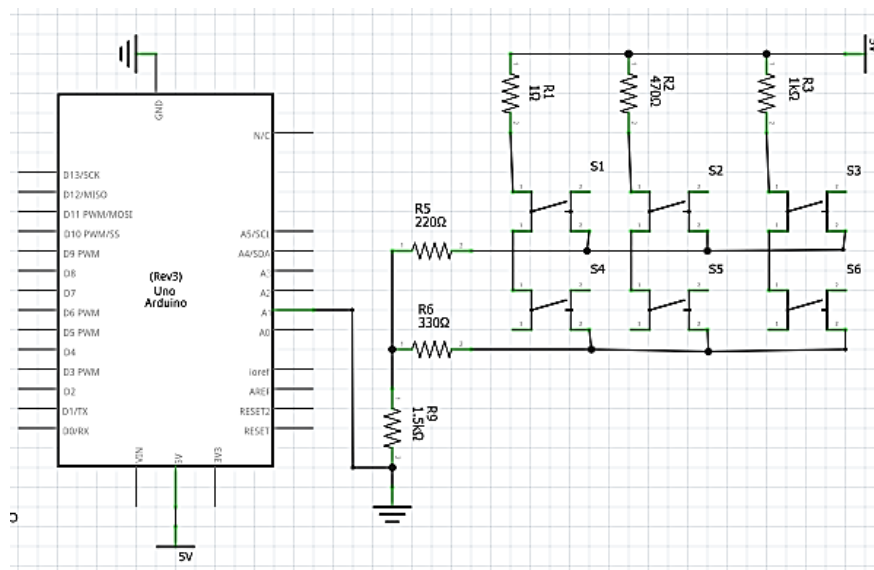 GND
N/C
D13/SCK
D12/MISO
D11 PWM/MOSI
D10 PWM/SS
D9 PWM
D8
D7
D6 PWM
D5 PWM
D4
D3 PWM
D2
D1/TX
D0/RX
A5/SCL
A4/SDA
A3
A2
A1
A0
ioref
AREF
RESET2
RESET
(Rev3)
Uno
Arduino
VIN
5V
3V3
5V
R1
1Ω
R2
470Ω
R3
1kΩ
S1
S2
S3
R5
220Ω
S4
S5
S6
R6
330Ω
R9
1.5kΩ